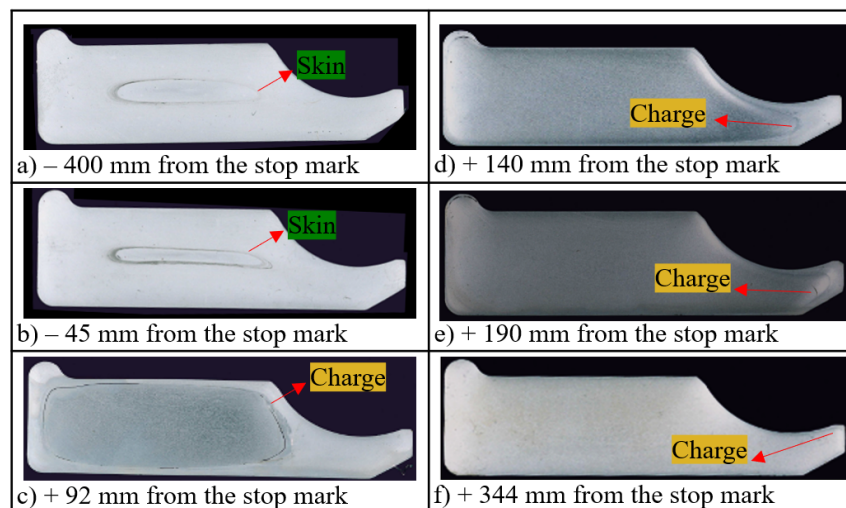 Skin
a) – 400 mm from the stop mark
Skin
b) – 45 mm from the stop mark
Charge
c) + 92 mm from the stop mark
Charge
d) + 140 mm from the stop mark
Charge
e) + 190 mm from the stop mark
Charge
f) + 344 mm from the stop mark